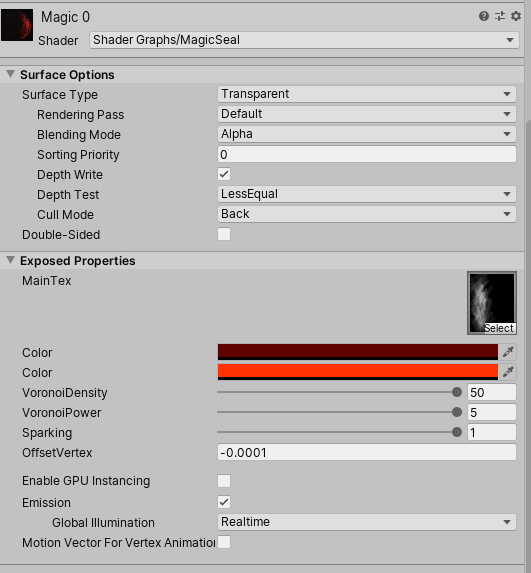 Magic 0
Shader Shader Graphs/MagicSeal
Surface Options
Surface Type Transparent
Rendering Pass Default
Blending Mode Alpha
Sorting Priority 0
Depth Write
Depth Test LessEqual
Cull Mode Back
Double-Sided
Exposed Properties
MainTex
Select
Color
Color
VoronoiDensity 50
VoronoiPower 5
Sparking 1
OffsetVertex -0.0001
Enable GPU Instancing
Emission
Global Illumination Realtime
Motion Vector For Vertex Animation